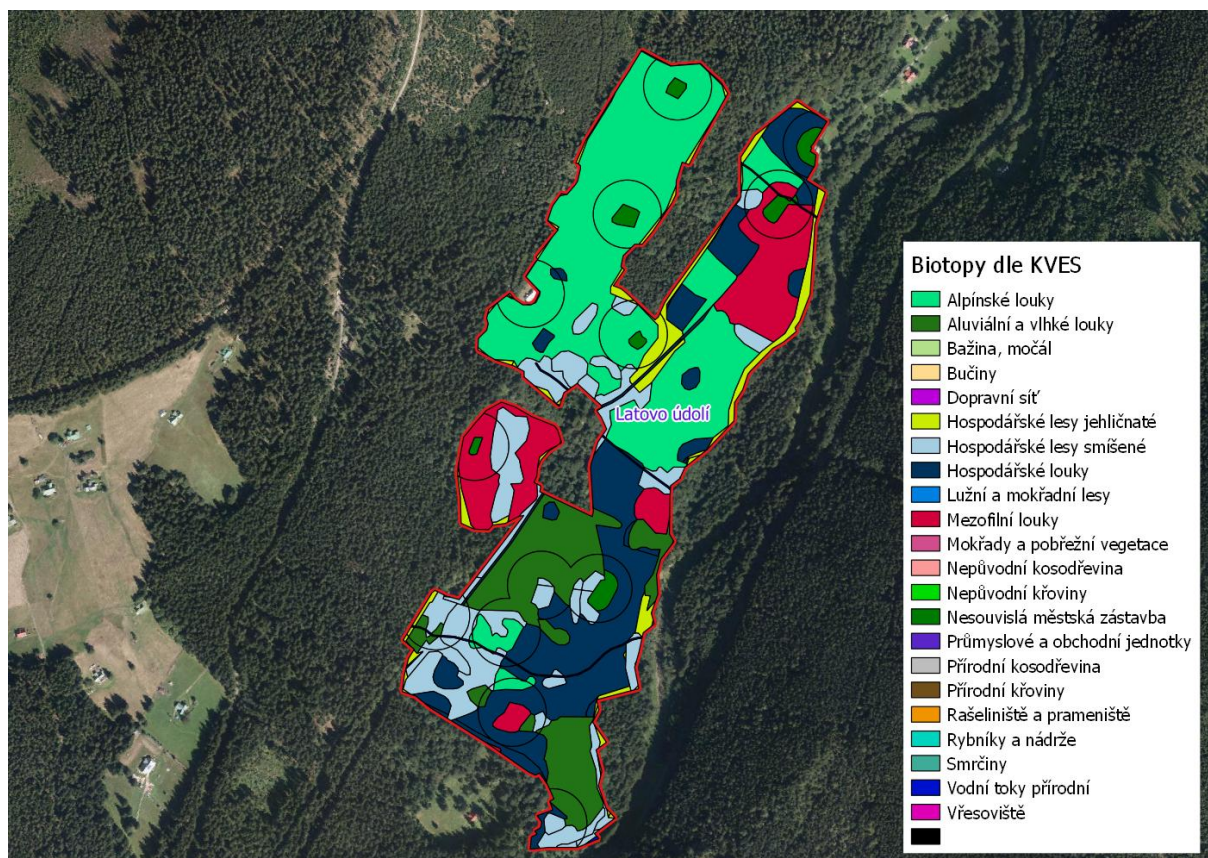 Latovo údolí
Biotopy dle KVES
Alpínské louky
Aluviální a vlhké louky
Bažina, močál
Bučiny
Dopravní síť
Hospodářské lesy jehličnaté
Hospodářské lesy smíšené
Hospodářské louky
Lužní a mokřadní lesy
Mezofilní louky
Mokřady a pobřežní vegetace
Nepůvodní kosodřevina
Nepůvodní křoviny
Nesouvislá městská zástavba
Průmyslové a obchodní jednotky
Přírodní kosodřevina
Přírodní křoviny
Rašeliniště a prameniště
Rybníky a nádrže
Smrčiny
Vodní toky přírodní
Vřesoviště